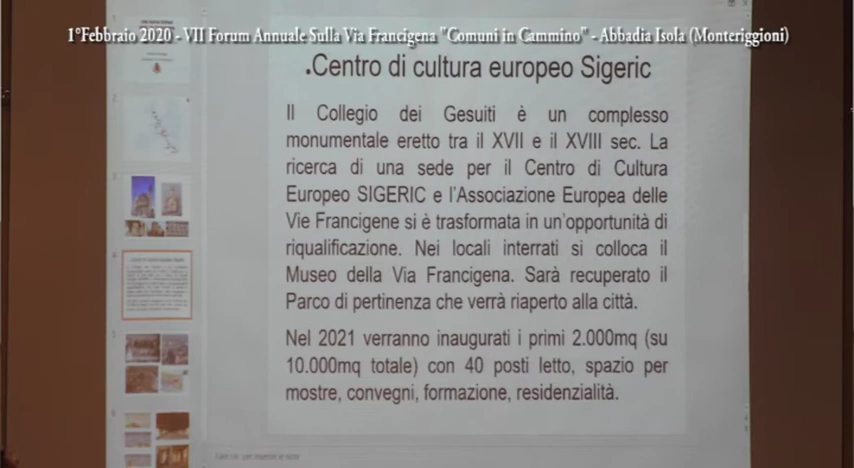 1°Febbraio 2020 - VII Forum Annuale Sulla Via Francigena "Comuni in Cammino" - Abbadia Isola (Monteriggioni)
•Centro di cultura europeo Sigeric
Il Collegio dei Gesuiti è un complesso
monumentale eretto tra il XVII e il XVIII sec. La
ricerca di una sede per il Centro di Cultura
Europeo SIGERIC e l'Associazione Europea delle
Vie Francigene si è trasformata in un'opportunità di
riqualificazione. Nei locali interrati si colloca il
Museo della Via Francigena. Sarà recuperato il
Parco di pertinenza che verrà riaperto alla città.
Nel 2021 verranno inaugurati i primi 2.000mq (su
10.000mq totale) con 40 posti letto, spazio per
mostre, convegni, formazione, residenzialità.
2
3
4
5
6